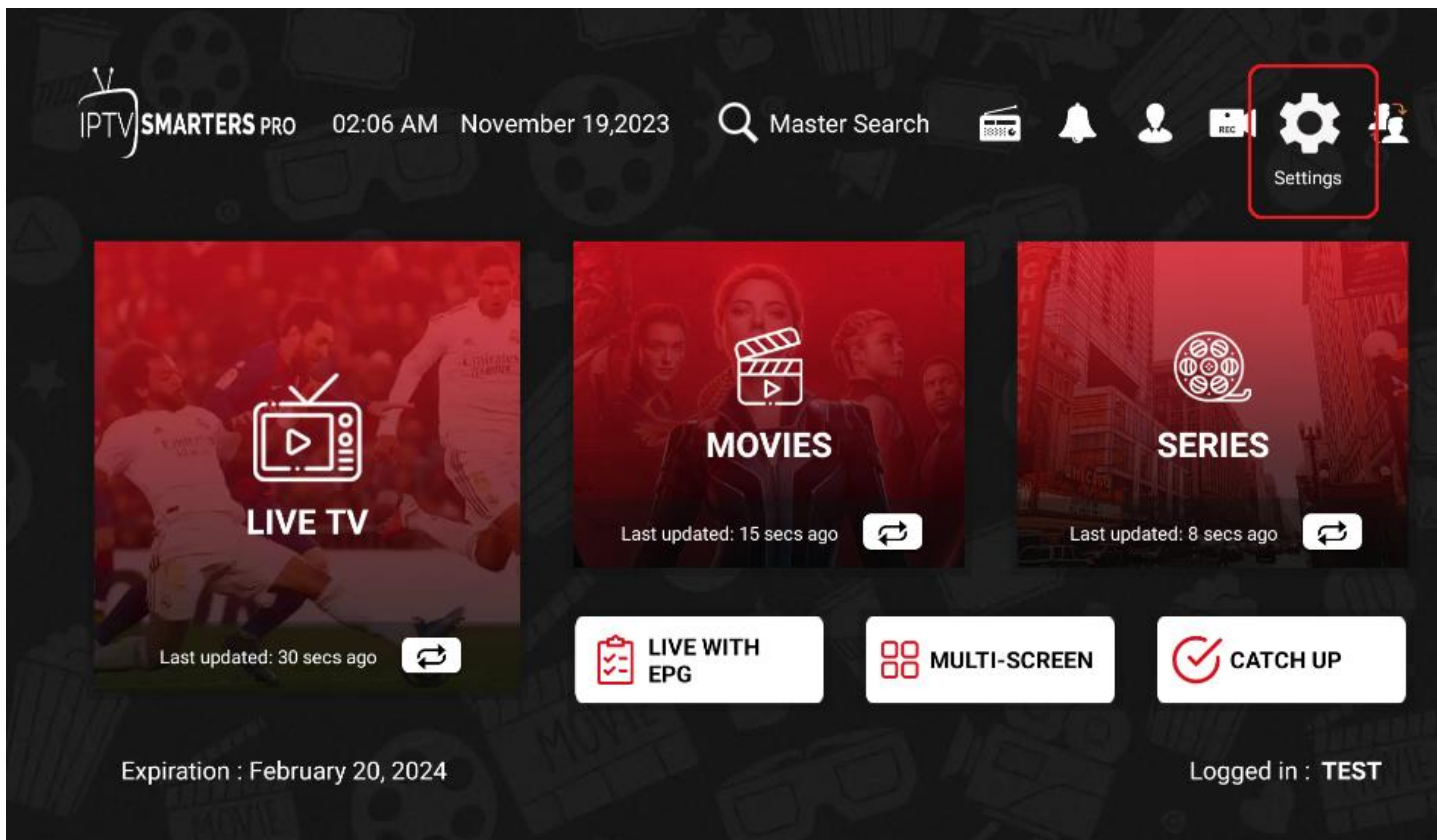 IPTV SMARTERS PRO
02:06 AM November 19,2023
Master Search
REC
Settings
LIVE TV
Last updated: 30 secs ago
MOVIES
Last updated: 15 secs ago
SERIES
Last updated: 8 secs ago
LIVE WITH
EPG
MULTI-SCREEN
CATCH UP
Expiration : February 20, 2024
Logged in : TEST